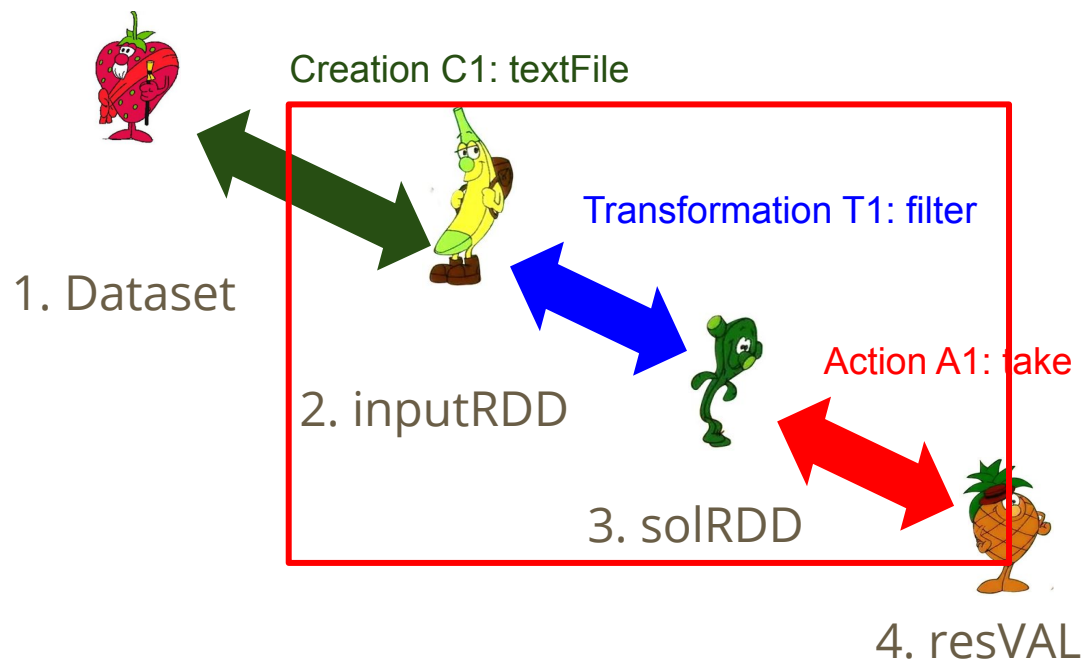 Creation C1: textFile
Transformation T1: filter
1. Dataset
Action A1: take
2. inputRDD
3. solRDD
4. resVAL